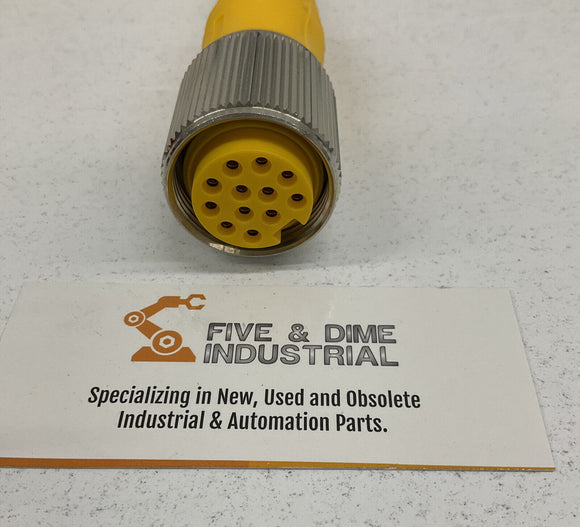 FIVE & DIME
INDUSTRIAL
Specializing in New, Used and Obsolete
Industrial & Automation Parts.